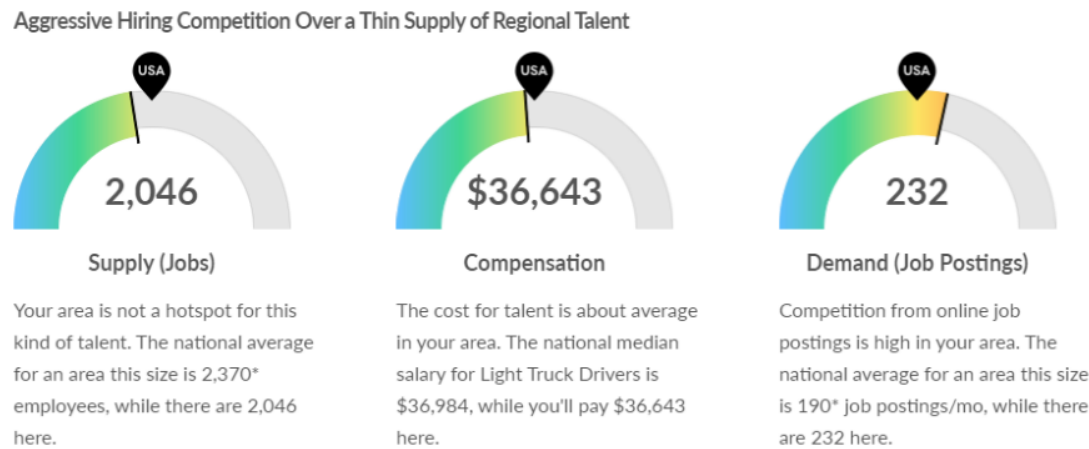 Aggressive Hiring Competition Over a Thin Supply of Regional Talent
USA
USA
USA
2,046
$36,643
232
Supply (Jobs)
Compensation
Demand (Job Postings)
Your area is not a hotspot for this
kind of talent. The national average
for an area this size is 2,370*
employees, while there are 2,046
here.
The cost for talent is about average
in your area. The national median
salary for Light Truck Drivers is
$36,984, while you'll pay $36,643
here.
Competition from online job
postings is high in your area. The
national average for an area this size
is 190* job postings/mo, while there
are 232 here.